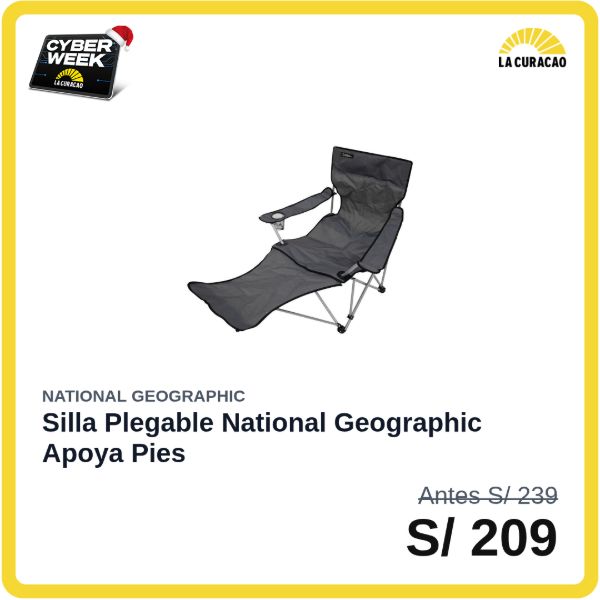 CYBER
WEEK
LA CURACAO
LA CURACAO
NATIONAL GEOGRAPHIC
Silla Plegable National Geographic
Apoya Pies
Antes S/ 239
S/ 209